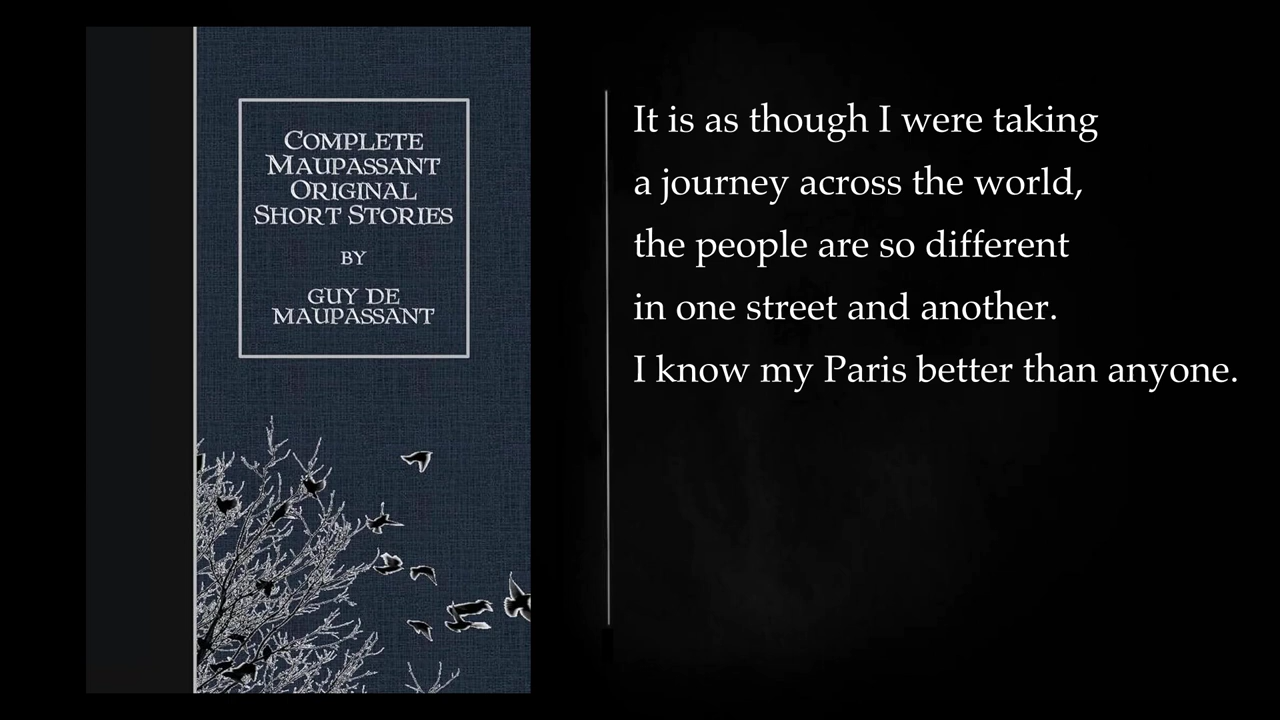 COMPLETE
MAUPASSANT
ORIGINAL
SHORT STORIES
BY
GUY DE
MAUPASSANT
It is as though I were taking
a journey across the world,
the people are so different
in one street and another.
I know my Paris better than anyone.